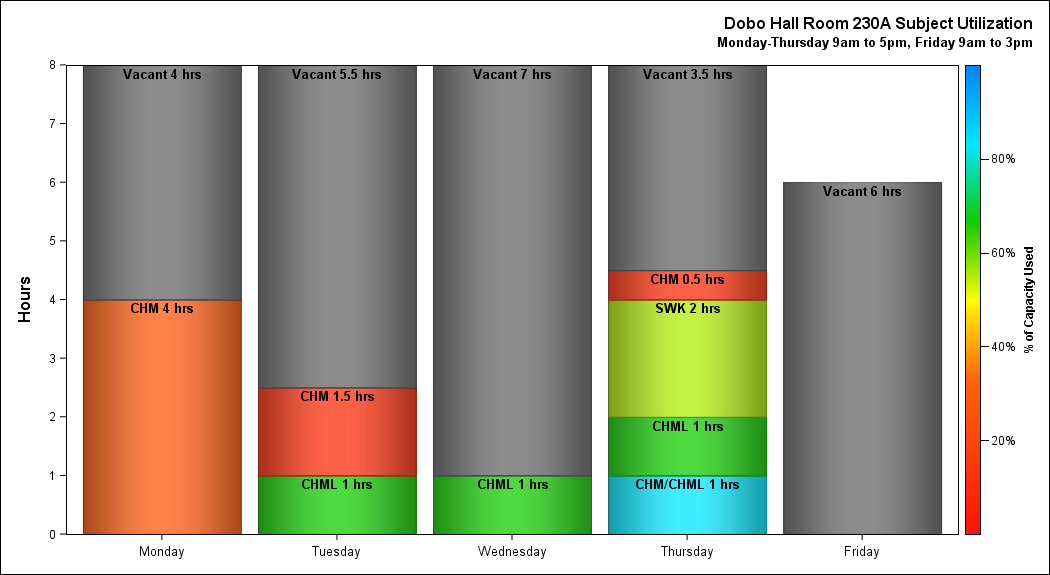 Dobo Hall Room 230A Subject Utilization
Monday-Thursday 9am to 5pm, Friday 9am to 3pm
Hours
8
7
6
5
4
3
2
1
0
Vacant 4 hrs
CHM 4 hrs
Vacant 5.5 hrs
CHM 1.5 hrs
CHML 1 hrs
Vacant 7 hrs
CHML 1 hrs
Vacant 3.5 hrs
CHM 0.5 hrs
SWK 2 hrs
CHML 1 hrs
CHM/CHML 1 hrs
Vacant 6 hrs
Monday
Tuesday
Wednesday
Thursday
Friday
80%
60%
40%
20%
% of Capacity Used